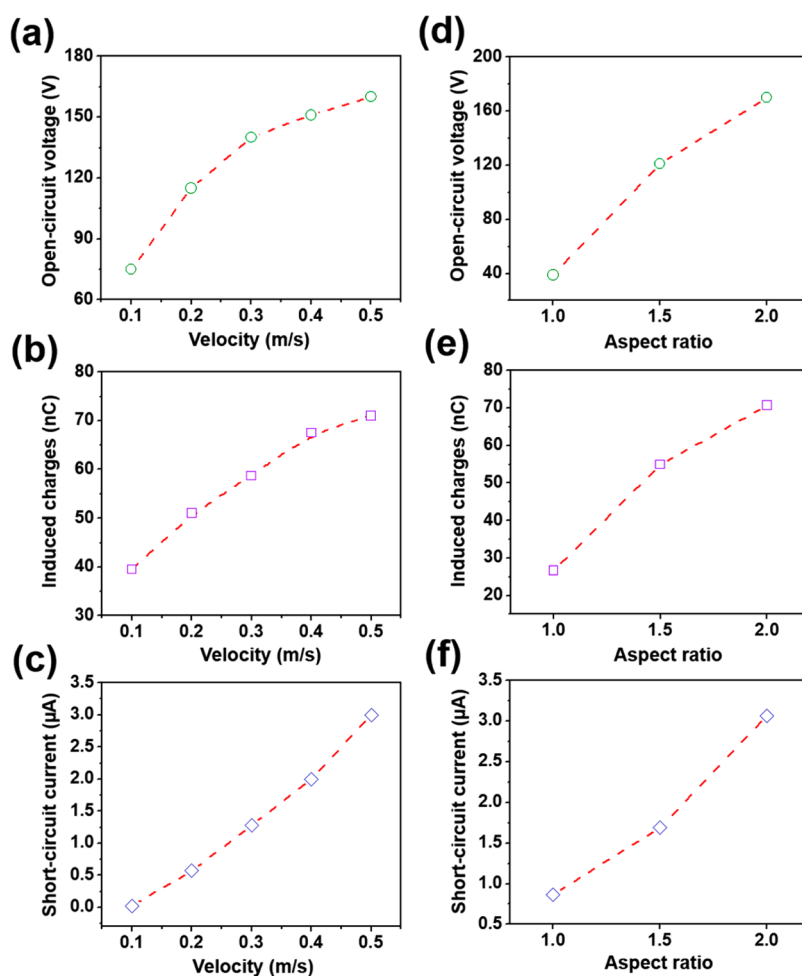 (a)
Open-circuit voltage (V)
180
150
120
90
60
0.1 0.2 0.3 0.4 0.5
Velocity (m/s)
(b)
Induced charges (nC)
80
70
60
50
40
30
0.1 0.2 0.3 0.4 0.5
Velocity (m/s)
(c)
Short-circuit current (µA)
3.5
3.0
2.5
2.0
1.5
1.0
0.5
0.0
0.1 0.2 0.3 0.4 0.5
Velocity (m/s)
(d)
Open-circuit voltage (V)
200
160
120
80
40
1.0 1.5 2.0
Aspect ratio
(e)
Induced charges (nC)
80
70
60
50
40
30
20
1.0 1.5 2.0
Aspect ratio
(f)
Short-circuit current (µA)
3.5
3.0
2.5
2.0
1.5
1.0
0.5
1.0 1.5 2.0
Aspect ratio